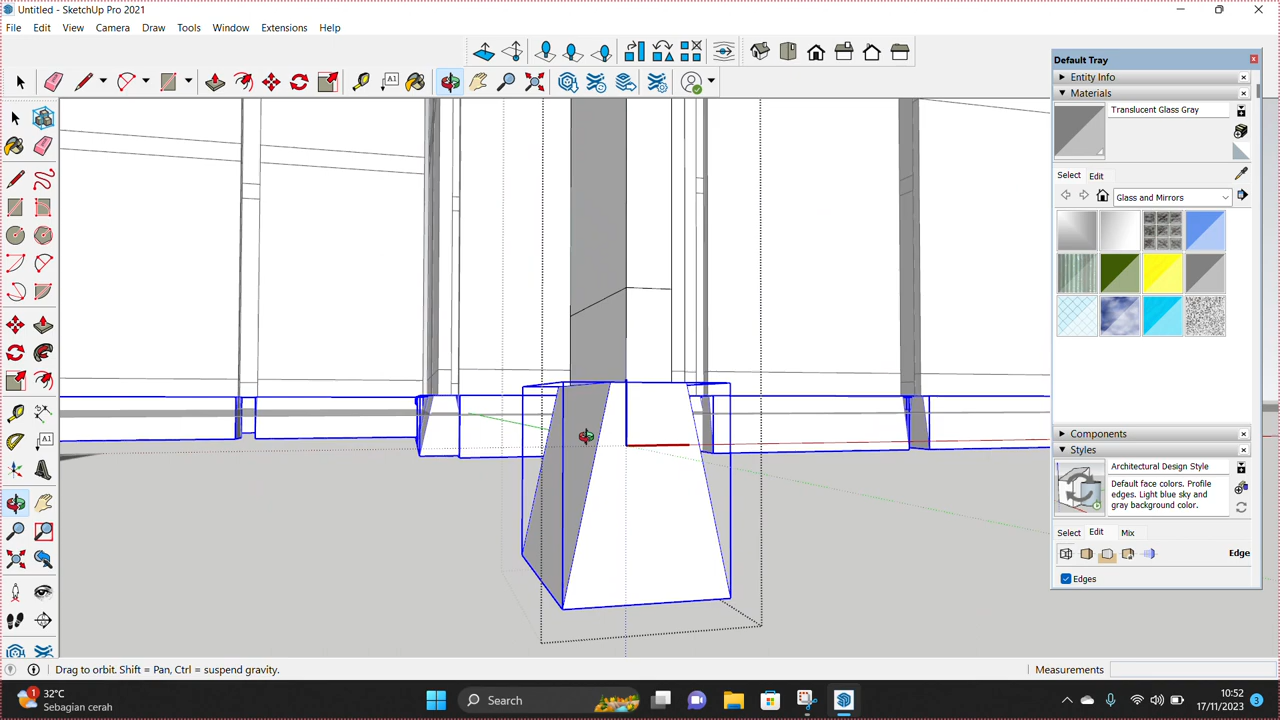 Untitled - SketchUp Pro 2021
File Edit View Camera Draw Tools Window Extensions Help
Default Tray
Entity Info
Materials
Translucent Glass Gray
Select Edit
Glass and Mirrors
Components
Styles
Architectural Design Style
Default face colors. Profile
edges. Light blue sky and
gray background color.
Select Edit Mix
Edge
Edges
Drag to orbit. Shift = Pan, Ctrl = suspend gravity.
Measurements
1
32°C
Sebagian cerah
Search
10:52
17/11/2023
3